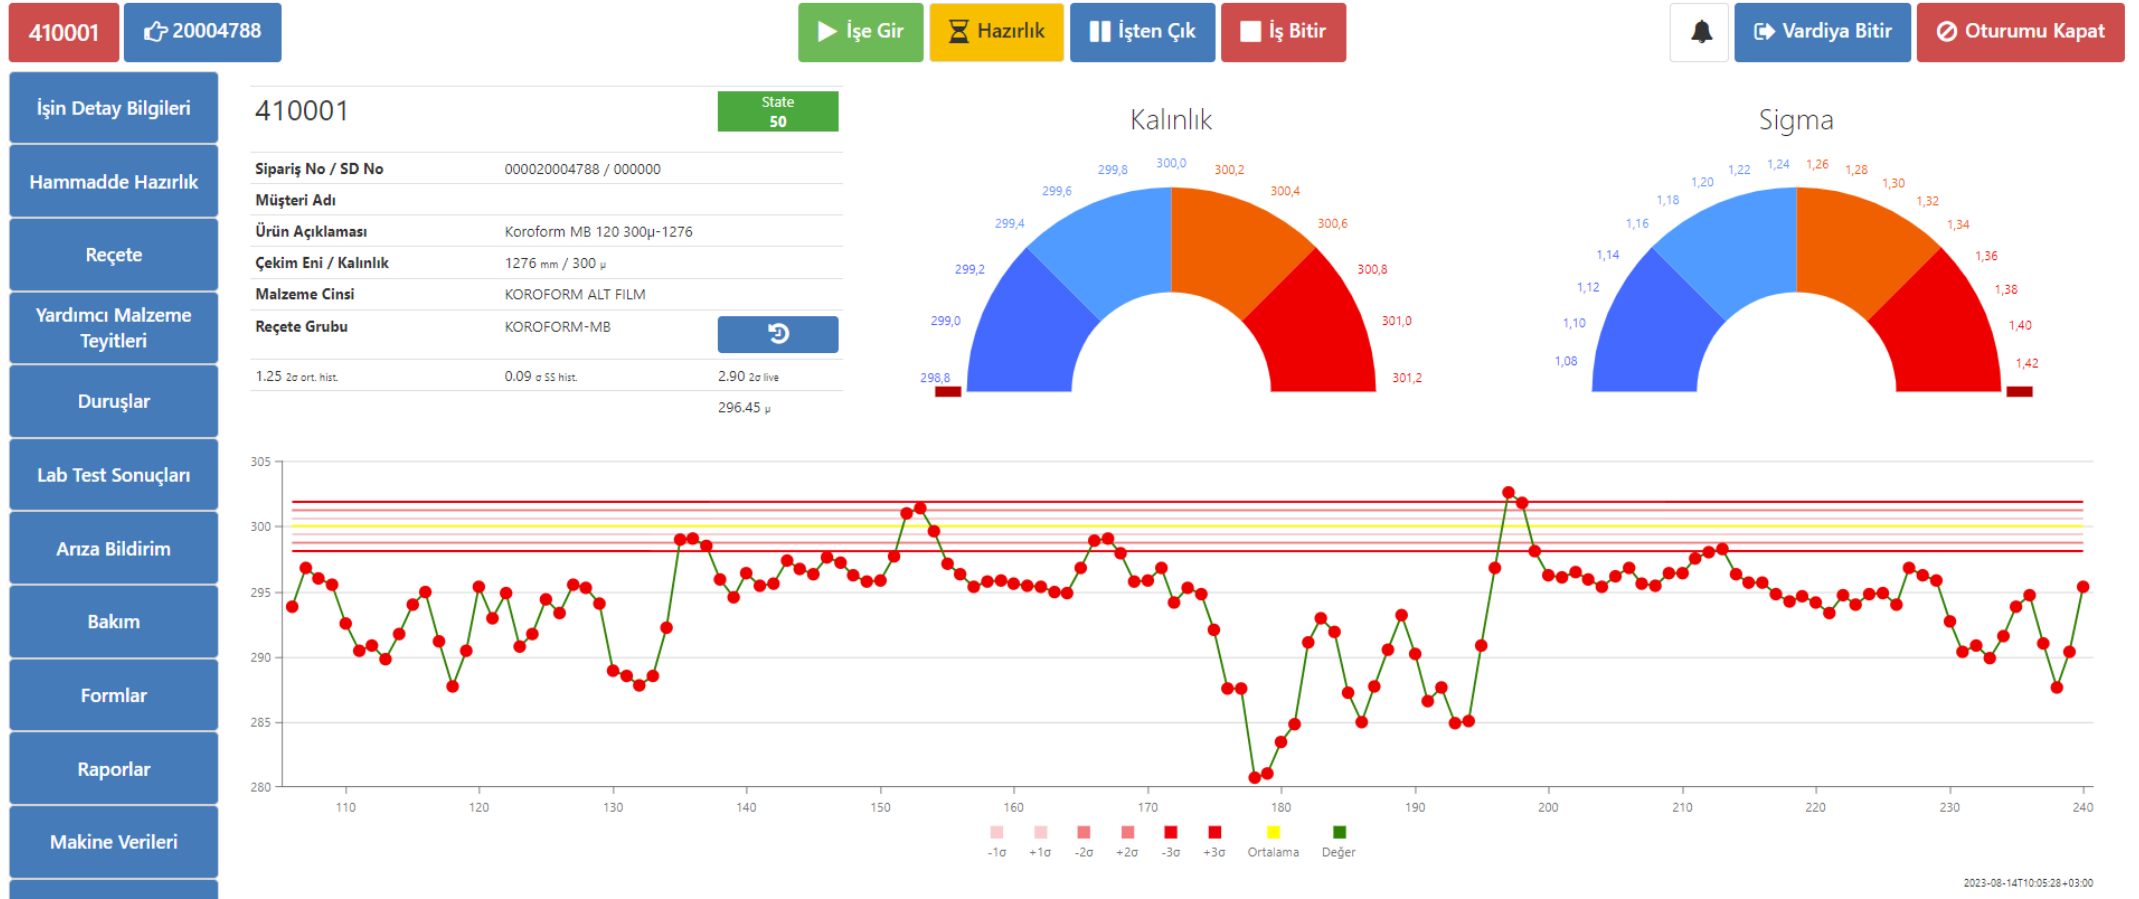 410001
20004788
İşe Gir
Hazırlık
İşten Çık
İş Bitir
Vardiya Bitir
Oturumu Kapat
İşin Detay Bilgileri
Hammadde Hazırlık
Reçete
Yardımcı Malzeme
Teyitleri
Duruşlar
Lab Test Sonuçları
Arıza Bildirim
Bakım
Formlar
Raporlar
Makine Verileri
410001
State
50
Sipariş No / SD No 000020004788 / 000000
Müşteri Adı
Ürün Açıklaması Koroform MB 120 300µ-1276
Çekim Eni / Kalınlık 1276 mm / 300 µ
Malzeme Cinsi KOROFORM ALT FILM
Reçete Grubu KOROFORM-MB
1.25 2σ ort. hist. 0.09 σ SS hist. 2.90 2σ live
296.45 µ
Kalınlık
298,8
299,0
299,2
299,4
299,6
299,8
300,0
300,2
300,4
300,6
300,8
301,0
301,2
Sigma
1,08
1,10
1,12
1,14
1,16
1,18
1,20
1,22
1,24
1,26
1,28
1,30
1,32
1,34
1,36
1,38
1,40
1,42
305
300
295
290
285
280
110 120 130 140 150 160 170 180 190 200 210 220 230 240
-1σ +1σ -2σ +2σ -3σ +3σ Ortalama Değer
2023-08-14T10:05:28+03:00